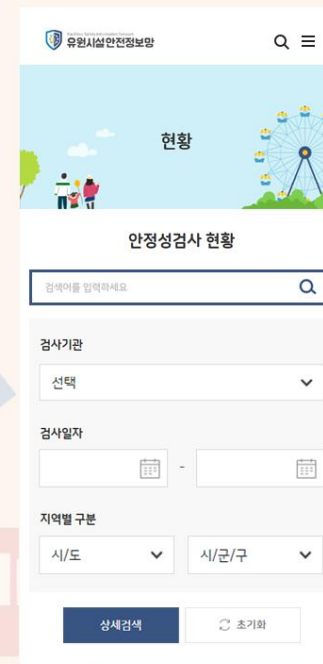 유원시설안전정보망
현황
안정성검사 현황
검색어를 입력하세요
검사기관
선택
검사일자
-
지역별 구분
시/도 시/군/구
상세검색 초기화